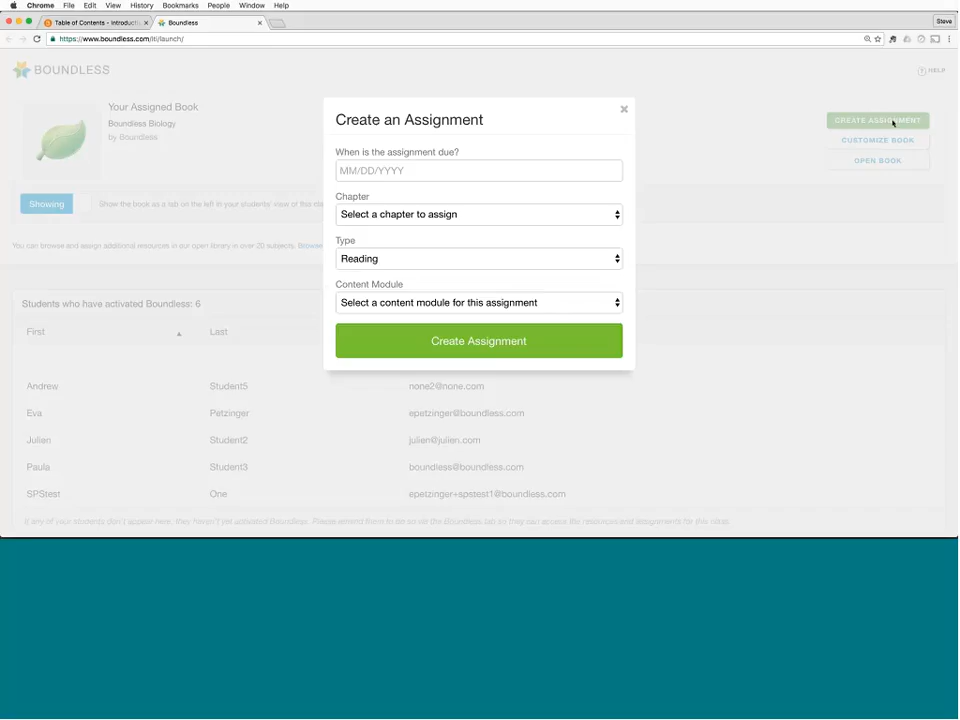 Chrome File Edit View History Bookmarks People Window Help
Table of Contents - Introducti
Boundless
Steve
https://www.boundless.com/lti/launch/
BOUNDLESS
HELP
Your Assigned Book
Boundless Biology
by Boundless
CREATE ASSIGNMENT
CUSTOMIZE BOOK
OPEN BOOK
Showing
Show the book as a tab on the left in your students' view of this
You can browse and assign additional resources in our open library in over 20 subjects. Browse
Create an Assignment
When is the assignment due?
MM/DD/YYYY
Chapter
Select a chapter to assign
Type
Reading
Content Module
Select a content module for this assignment
Create Assignment
Students who have activated Boundless: 6
First Last
Andrew Student5 none2@none.com
Eva Petzinger epetzinger@boundless.com
Julien Student2 julien@julien.com
Paula Student3 boundless@boundless.com
SPStest One epetzinger+spstest1@boundless.com
If any of your students don't appear here, they haven't yet activated Boundless. Please remind them to do so via the Boundless tab so they can access the resources and assignments for this class.